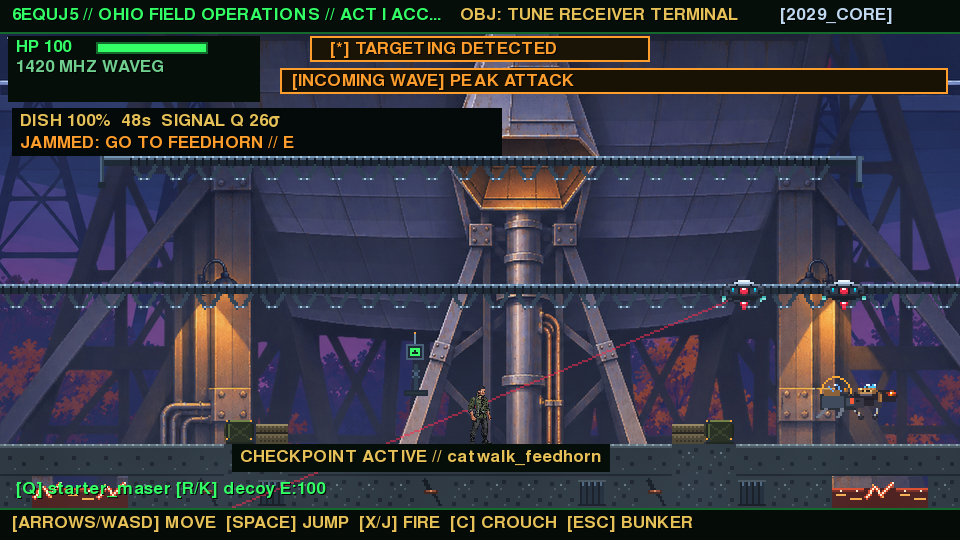 6EQUJ5 // OHIO FIELD OPERATIONS // ACT I ACC... OBJ: TUNE RECEIVER TERMINAL [2029_CORE]
HP 100
[*] TARGETING DETECTED
1420 MHZ WAVEG
[INCOMING WAVE] PEAK ATTACK
DISH 100% 48s SIGNAL Q 26σ
JAMMED: GO TO FEEDHORN // E
CHECKPOINT ACTIVE // catwalk_feedhorn
[Q] starter_maser [R/K] decoy E:100
[ARROWS/WASD] MOVE [SPACE] JUMP [X/J] FIRE [C] CROUCH [ESC] BUNKER